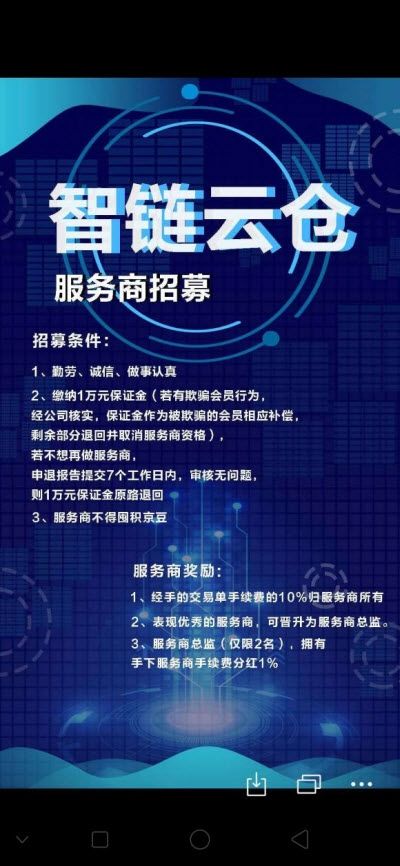 智链云仓
服务商招募
招募条件：
1、勤劳、诚信、做事认真
2、缴纳1万元保证金（若有欺骗会员行为，
经公司核实，保证金作为被欺骗的会员相应补偿，
剩余部分退回并取消服务商资格），
若不想再做服务商，
申退报告提交7个工作日内，审核无问题，
则1万元保证金原路退回
3、服务商不得囤积京豆
服务商奖励：
1、经手的交易单手续费的10%归服务商所有
2、表现优秀的服务商，可晋升为服务商总监。
3、服务商总监（仅限2名），拥有
手下服务商手续费分红1%